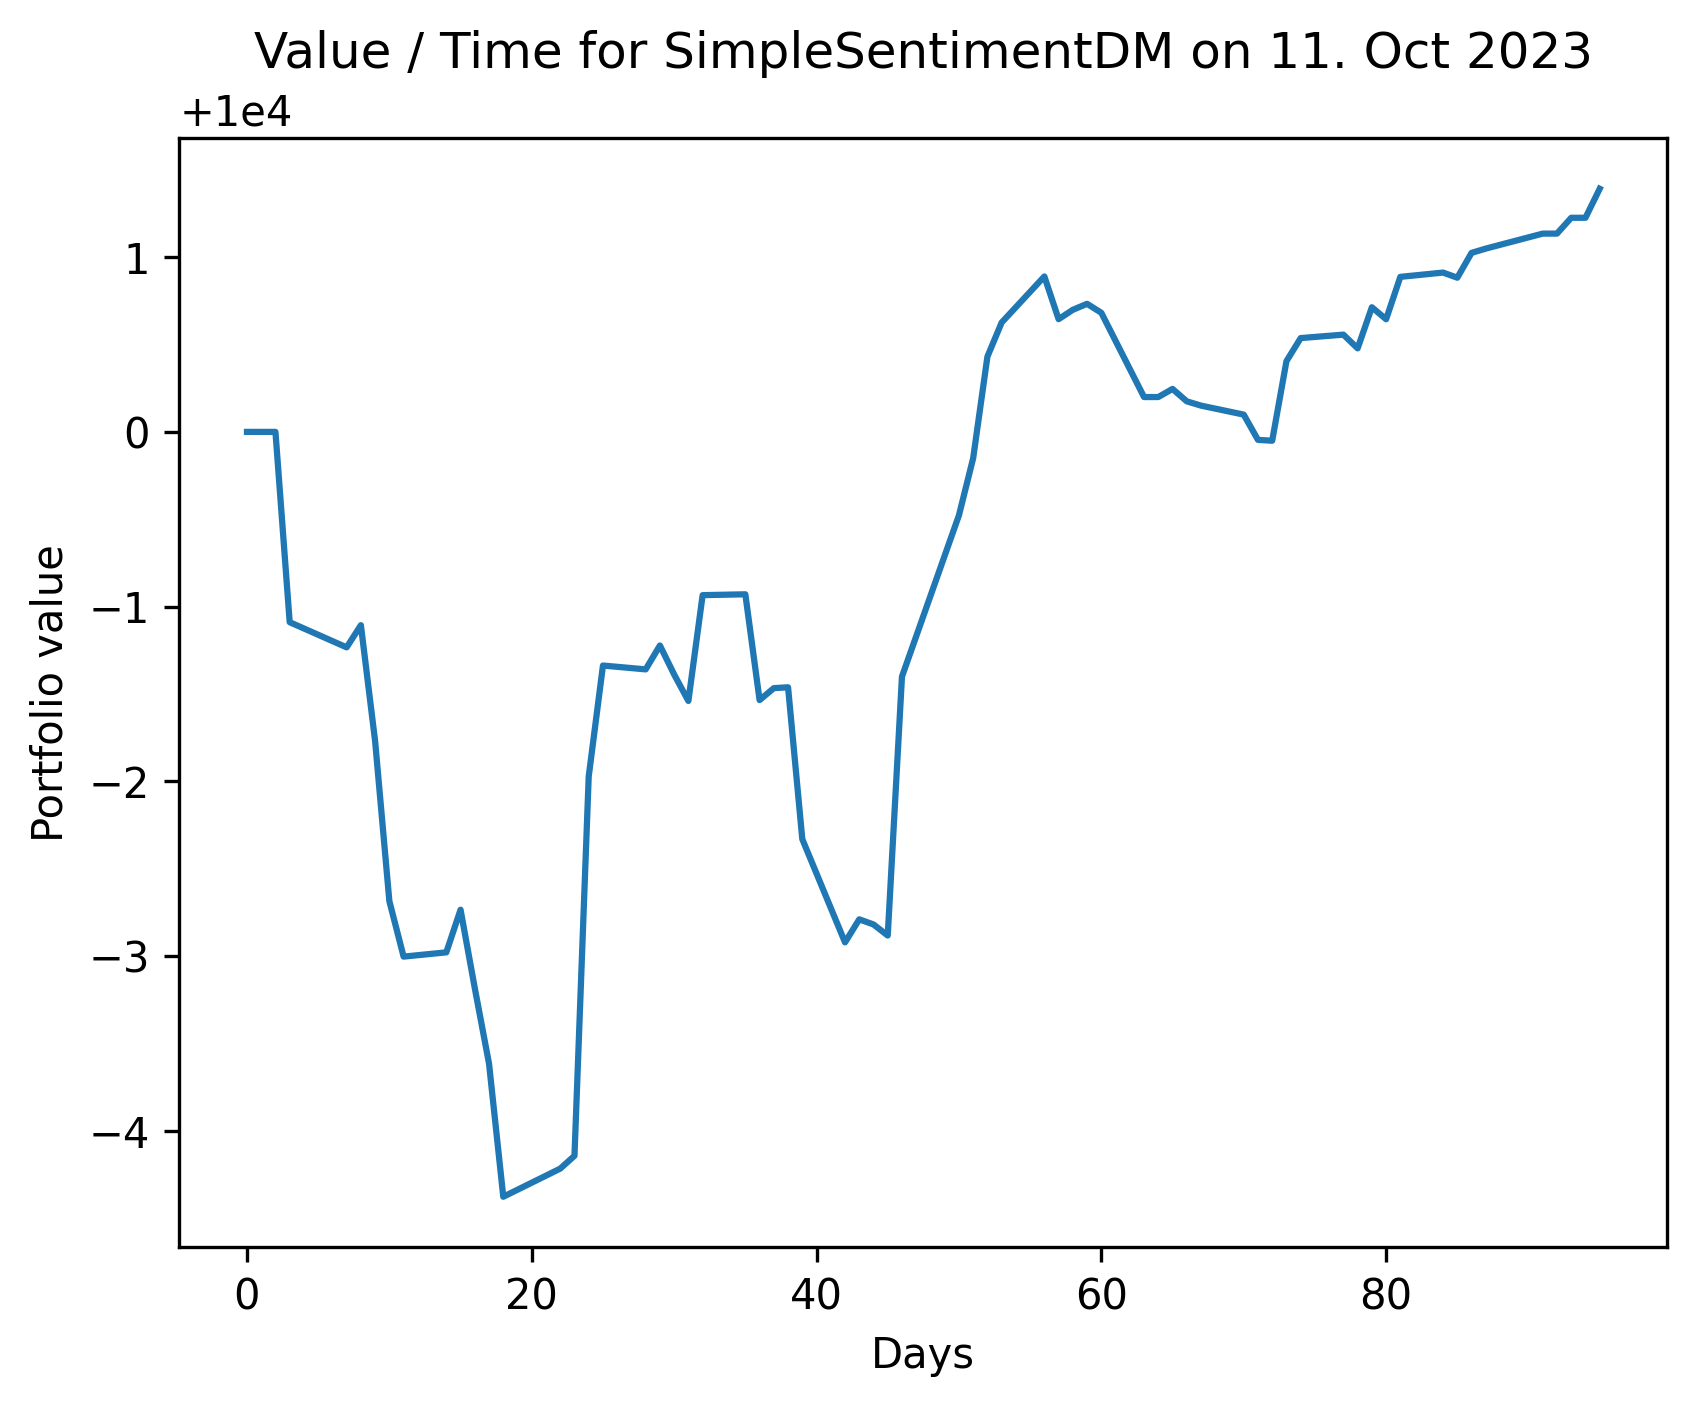 Value / Time for SimpleSentimentDM on 11. Oct 2023
+1e4
1
0
−1
−2
−3
−4
Portfolio value
0 20 40 60 80
Days